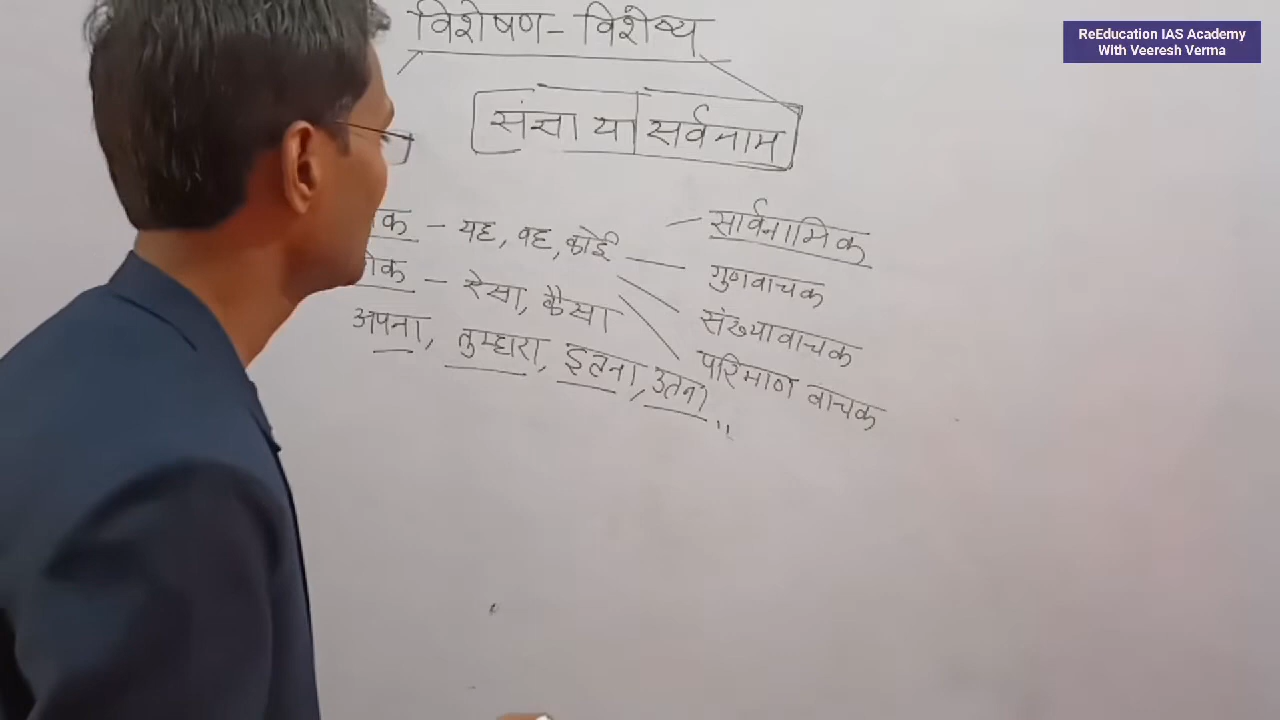 विशेषण - विशेष्य
ReEducation IAS Academy
With Veeresh Verma
संज्ञा या सर्वनाम
– यह, वह, कोई
– ऐसा, कैसा
अपना, तुम्हारा, इतना, उतना
सार्वनामिक
गुणवाचक
संख्यावाचक
परिमाण वाचक